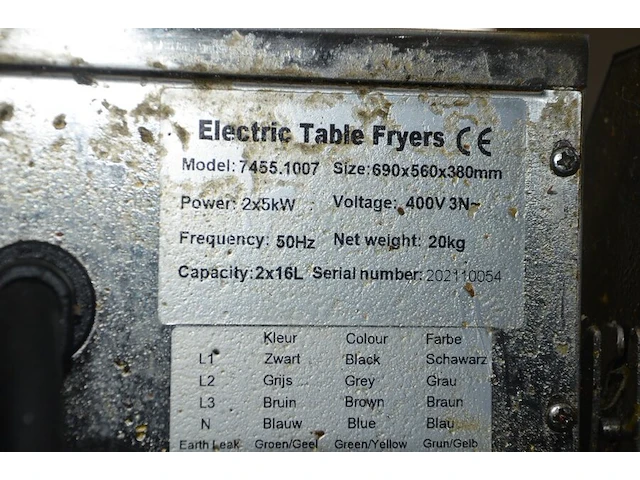 Electric Table Fryers CE
Model: 7455.1007 Size: 690x560x380mm
Power: 2x5kW Voltage: 400V 3N~
Frequency: 50Hz Net weight: 20kg
Capacity: 2x16L Serial number: 202110054
Kleur Colour Farbe
L1 Zwart Black Schawarz
L2 Grijs Grey Grau
L3 Bruin Brown Braun
N Blauw Blue Blau
Earth Leak Groen/Geel Green/Yellow Grun/Gelb